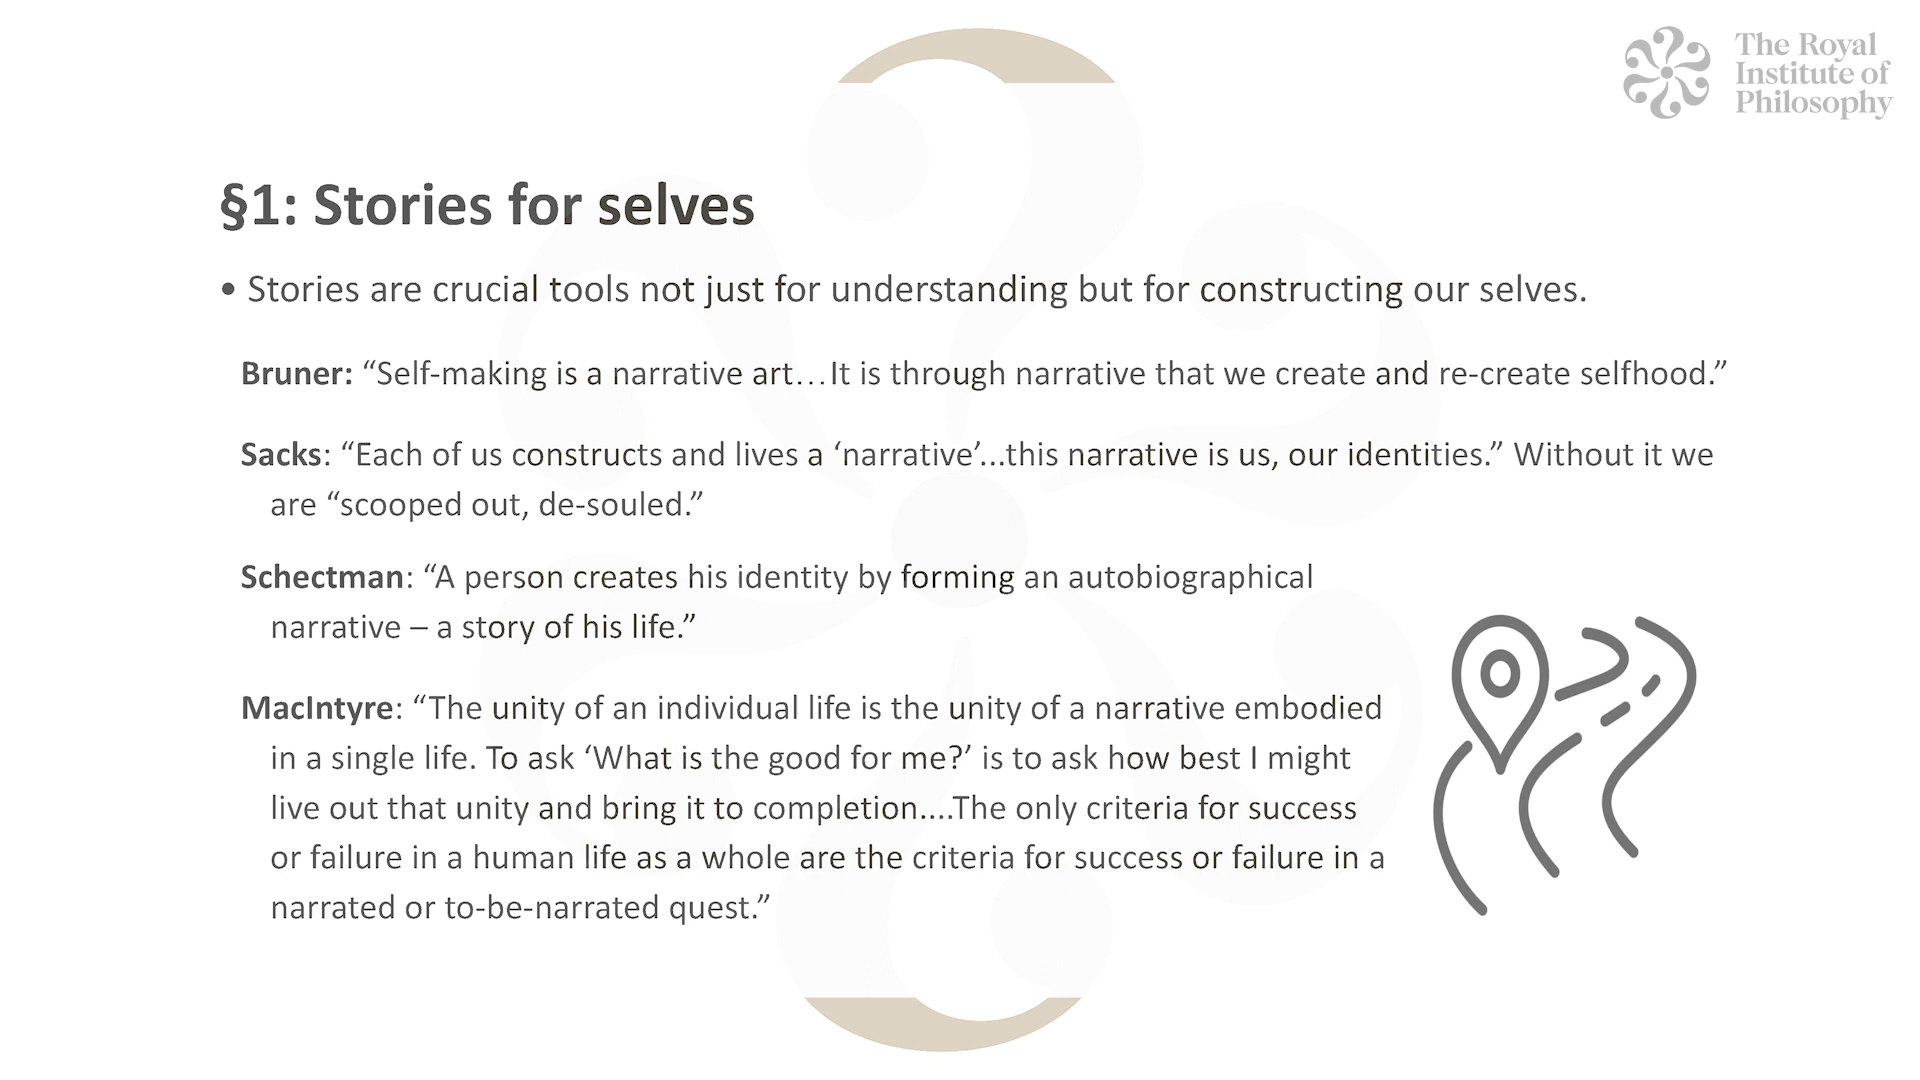 The Royal
Institute of
Philosophy
§1: Stories for selves
• Stories are crucial tools not just for understanding but for constructing our selves.
Bruner: “Self-making is a narrative art…It is through narrative that we create and re-create selfhood.”
Sacks: “Each of us constructs and lives a ‘narrative’...this narrative is us, our identities.” Without it we
are “scooped out, de-souled.”
Schectman: “A person creates his identity by forming an autobiographical
narrative – a story of his life.”
MacIntyre: “The unity of an individual life is the unity of a narrative embodied
in a single life. To ask ‘What is the good for me?’ is to ask how best I might
live out that unity and bring it to completion....The only criteria for success
or failure in a human life as a whole are the criteria for success or failure in a
narrated or to-be-narrated quest.”